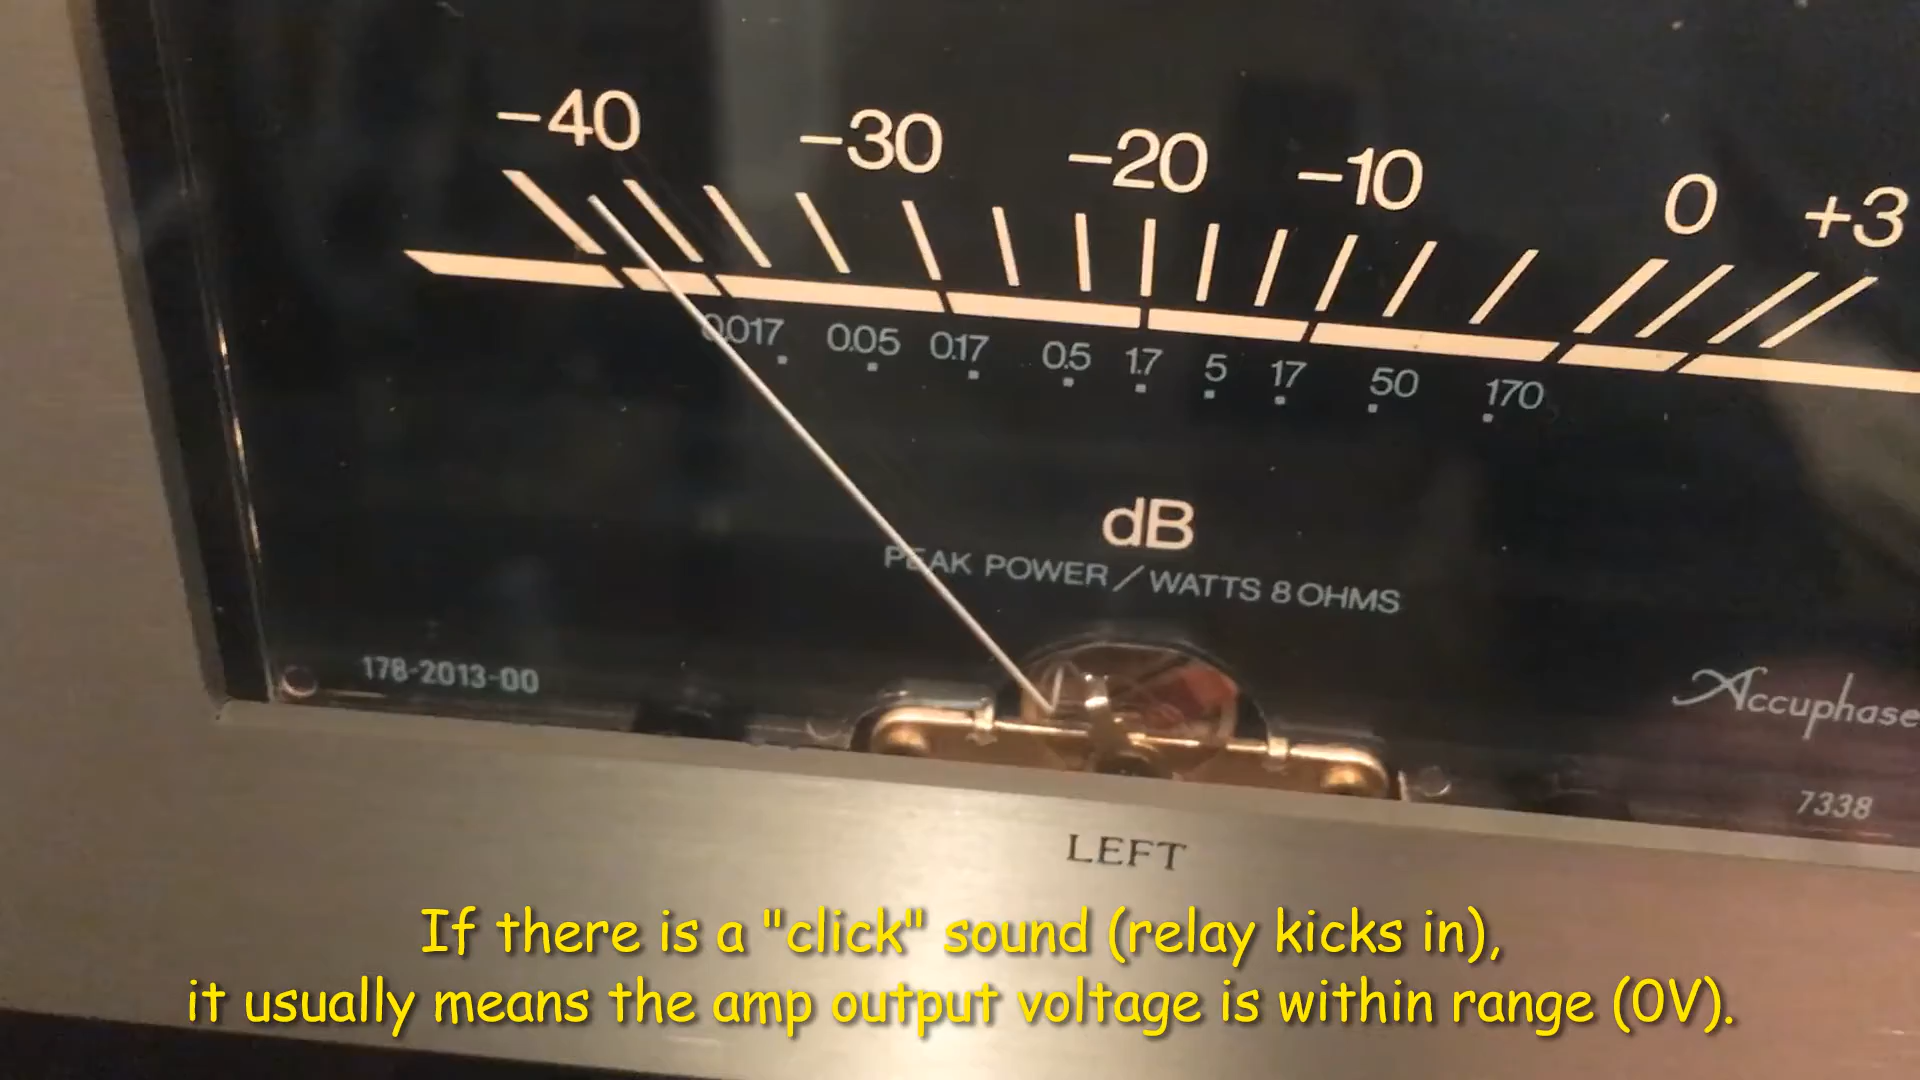 −40 −30 −20 −10 0 +3
0.017 0.05 0.17 0.5 1.7 5 17 50 170
dB
PEAK POWER/WATTS 8 OHMS
178-2013-00
Accuphase
7338
LEFT
If there is a "click" sound (relay kicks in),
it usually means the amp output voltage is within range (0V).